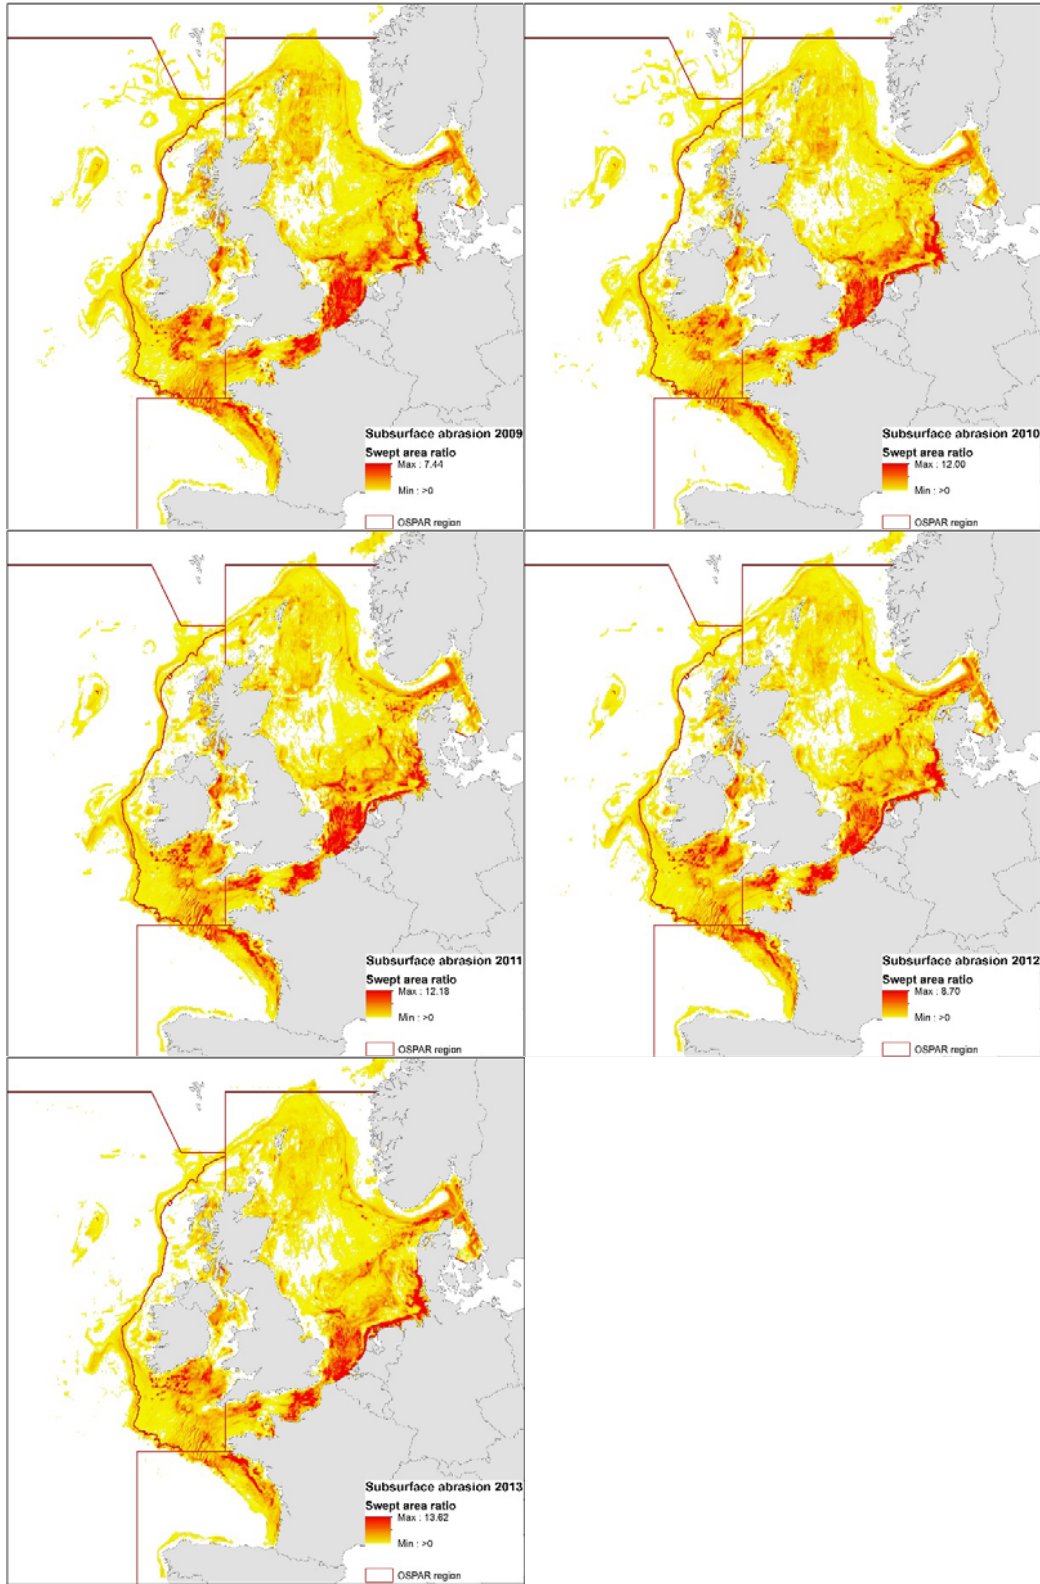 Subsurface abrasion 2009
Swept area ratio
Max : 7.44
Min : >0
OSPAR region
Subsurface abrasion 2010
Swept area ratio
Max : 12.00
Min : >0
OSPAR region
Subsurface abrasion 2011
Swept area ratio
Max : 12.18
Min : >0
OSPAR region
Subsurface abrasion 2012
Swept area ratio
Max : 8.70
Min : >0
OSPAR region
Subsurface abrasion 2013
Swept area ratio
Max : 13.62
Min : >0
OSPAR region